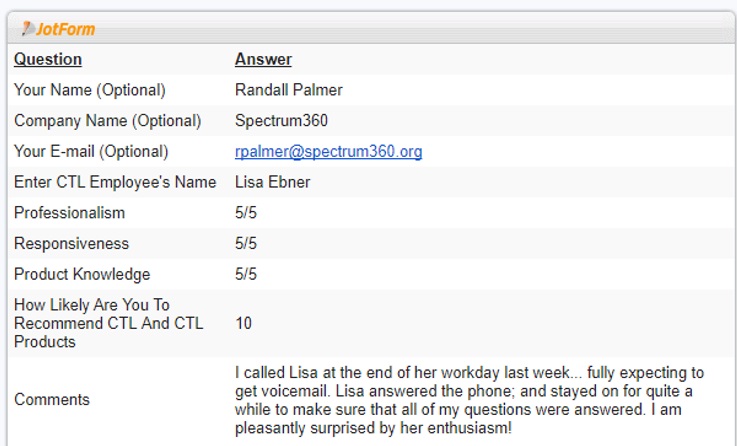 JotForm
Question Answer
Your Name (Optional) Randall Palmer
Company Name (Optional) Spectrum360
Your E-mail (Optional) rpalmer@spectrum360.org
Enter CTL Employee's Name Lisa Ebner
Professionalism 5/5
Responsiveness 5/5
Product Knowledge 5/5
How Likely Are You To
Recommend CTL And CTL
Products
10
Comments
I called Lisa at the end of her workday last week... fully expecting to
get voicemail. Lisa answered the phone; and stayed on for quite a
while to make sure that all of my questions were answered. I am
pleasantly surprised by her enthusiasm!